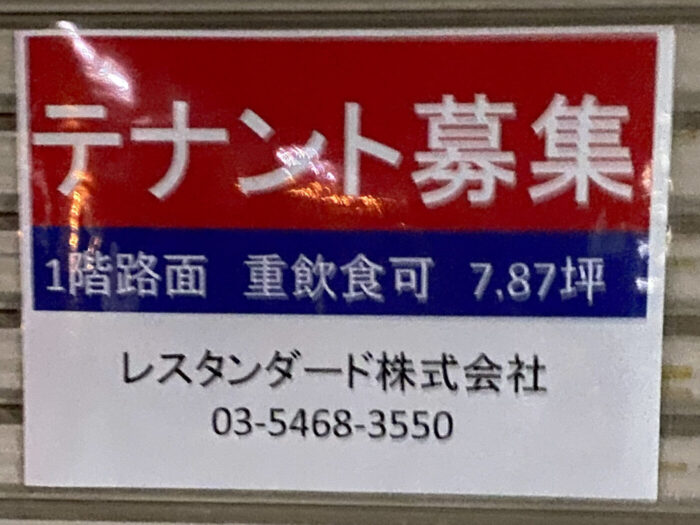 テナント募集
1階路面 重飲食可 7.87坪
レスタンダード株式会社
03-5468-3550